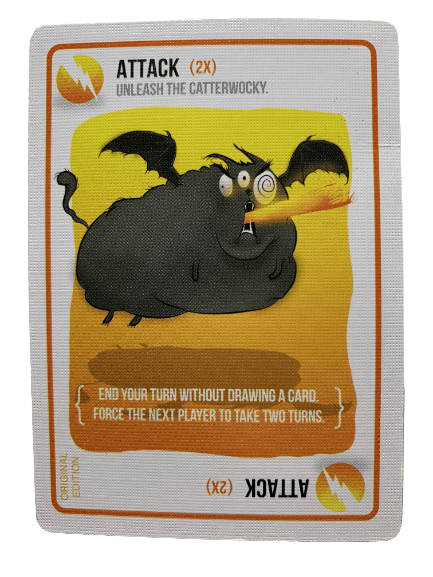 ATTACK (2X)
UNLEASH THE CATTERWOCKY.
END YOUR TURN WITHOUT DRAWING A CARD.
FORCE THE NEXT PLAYER TO TAKE TWO TURNS.
ORIGINAL
EDITION
ATTACK (2X)